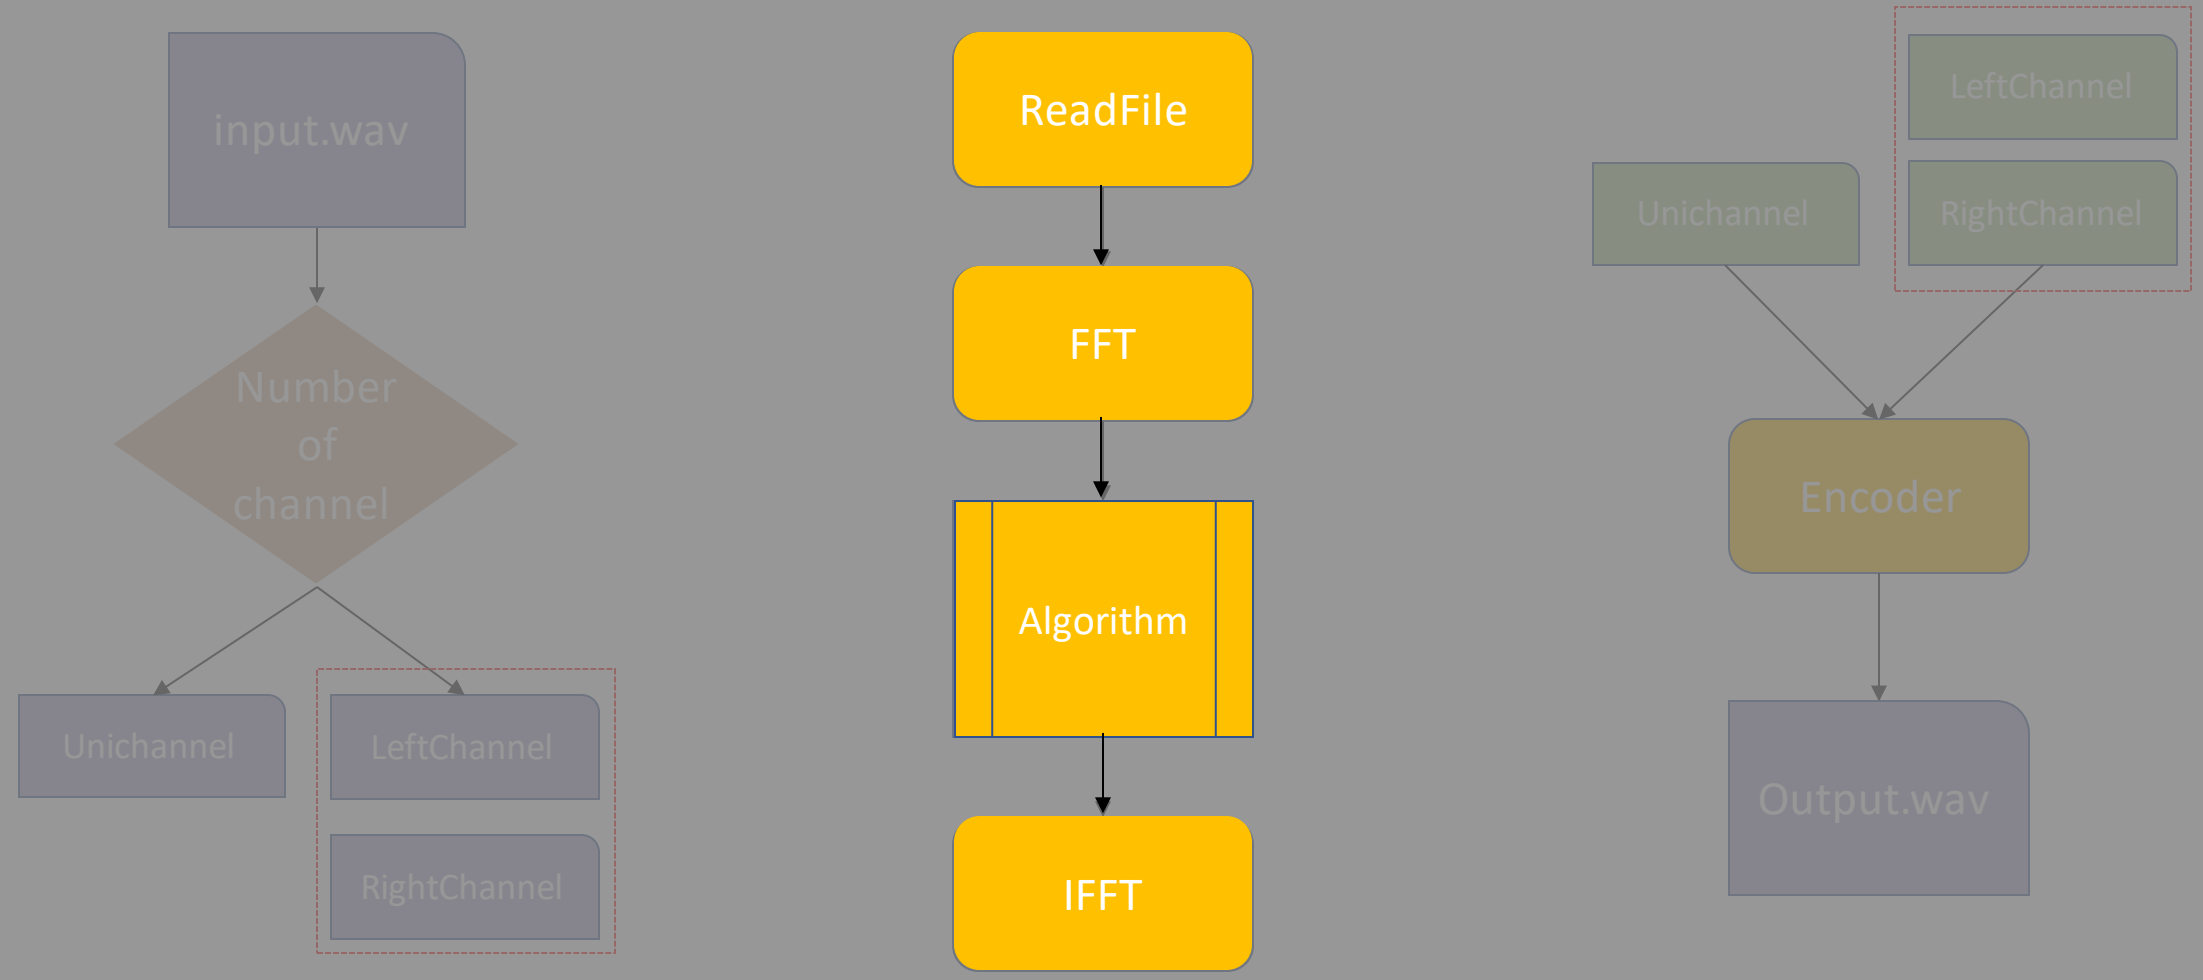 input.wav
Number
of
channel
Unichannel
LeftChannel
RightChannel
ReadFile
FFT
Algorithm
IFFT
LeftChannel
Unichannel
RightChannel
Encoder
Output.wav